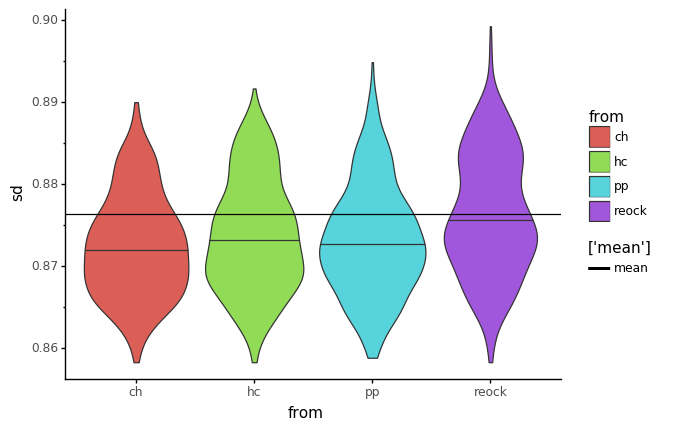 0.90
0.89
0.88
0.87
0.86
sd
ch hc pp reock
from
from
ch
hc
pp
reock
['mean']
mean